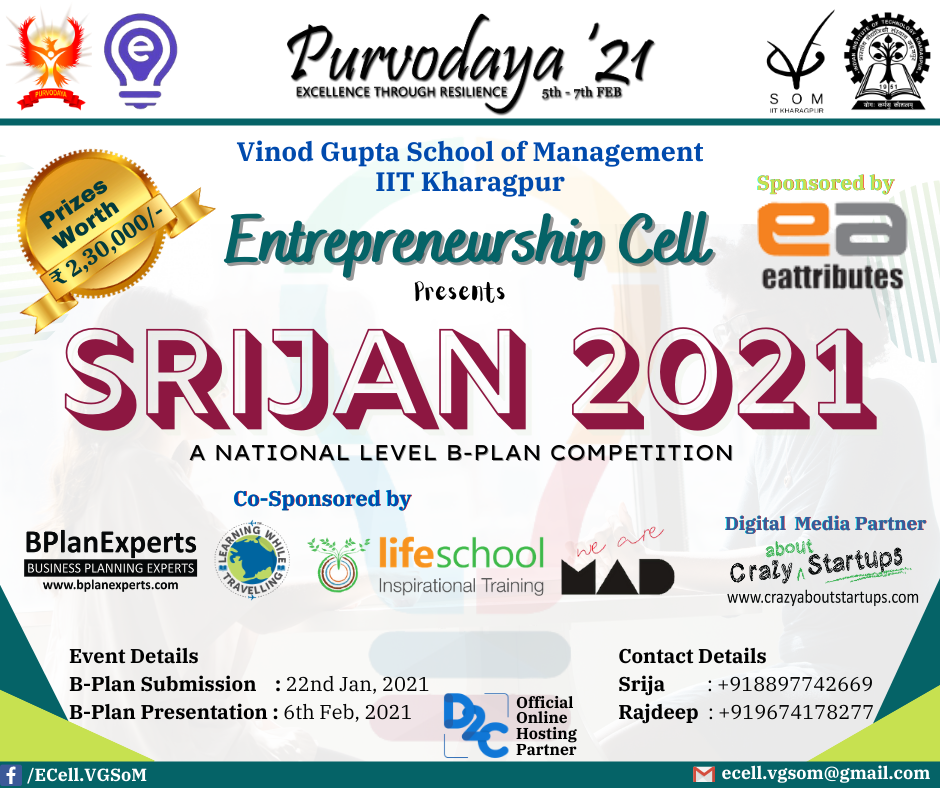 PURVODAYA
e
Purvodaya '21
EXCELLENCE THROUGH RESILIENCE 5th - 7th FEB
SOM
IIT KHARAGPUR
1951
योगः कर्मसु कौशलम्
Vinod Gupta School of Management
IIT Kharagpur
Prizes
Worth
₹ 2,30,000/-
Sponsored by
ea
eattributes
Entrepreneurship Cell
Presents
SRIJAN 2021
A NATIONAL LEVEL B-PLAN COMPETITION
Co-Sponsored by
BPlanExperts
BUSINESS PLANNING EXPERTS
www.bplanexperts.com
LEARNING WHILE
TRAVELLING
lifeschool
Inspirational Training
we are
MAD
Digital Media Partner
about
Crazy ^ Startups
www.crazyaboutstartups.com
Event Details
B-Plan Submission : 22nd Jan, 2021
B-Plan Presentation : 6th Feb, 2021
D2C
Official
Online
Hosting
Partner
Contact Details
Srija : +918897742669
Rajdeep : +919674178277
f /ECell.VGSoM
ecell.vgsom@gmail.com